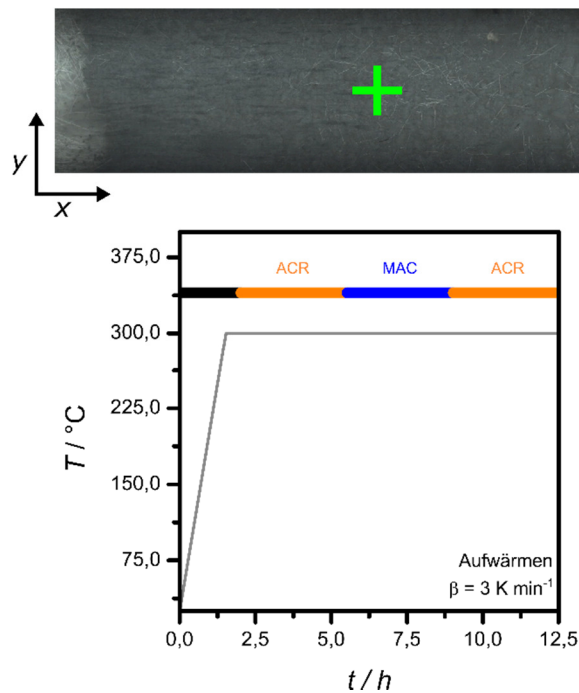 y
x
375,0
ACR MAC ACR
300,0
225,0
T / °C
150,0
75,0
Aufwärmen
β = 3 K min⁻¹
0,0 2,5 5,0 7,5 10,0 12,5
t / h